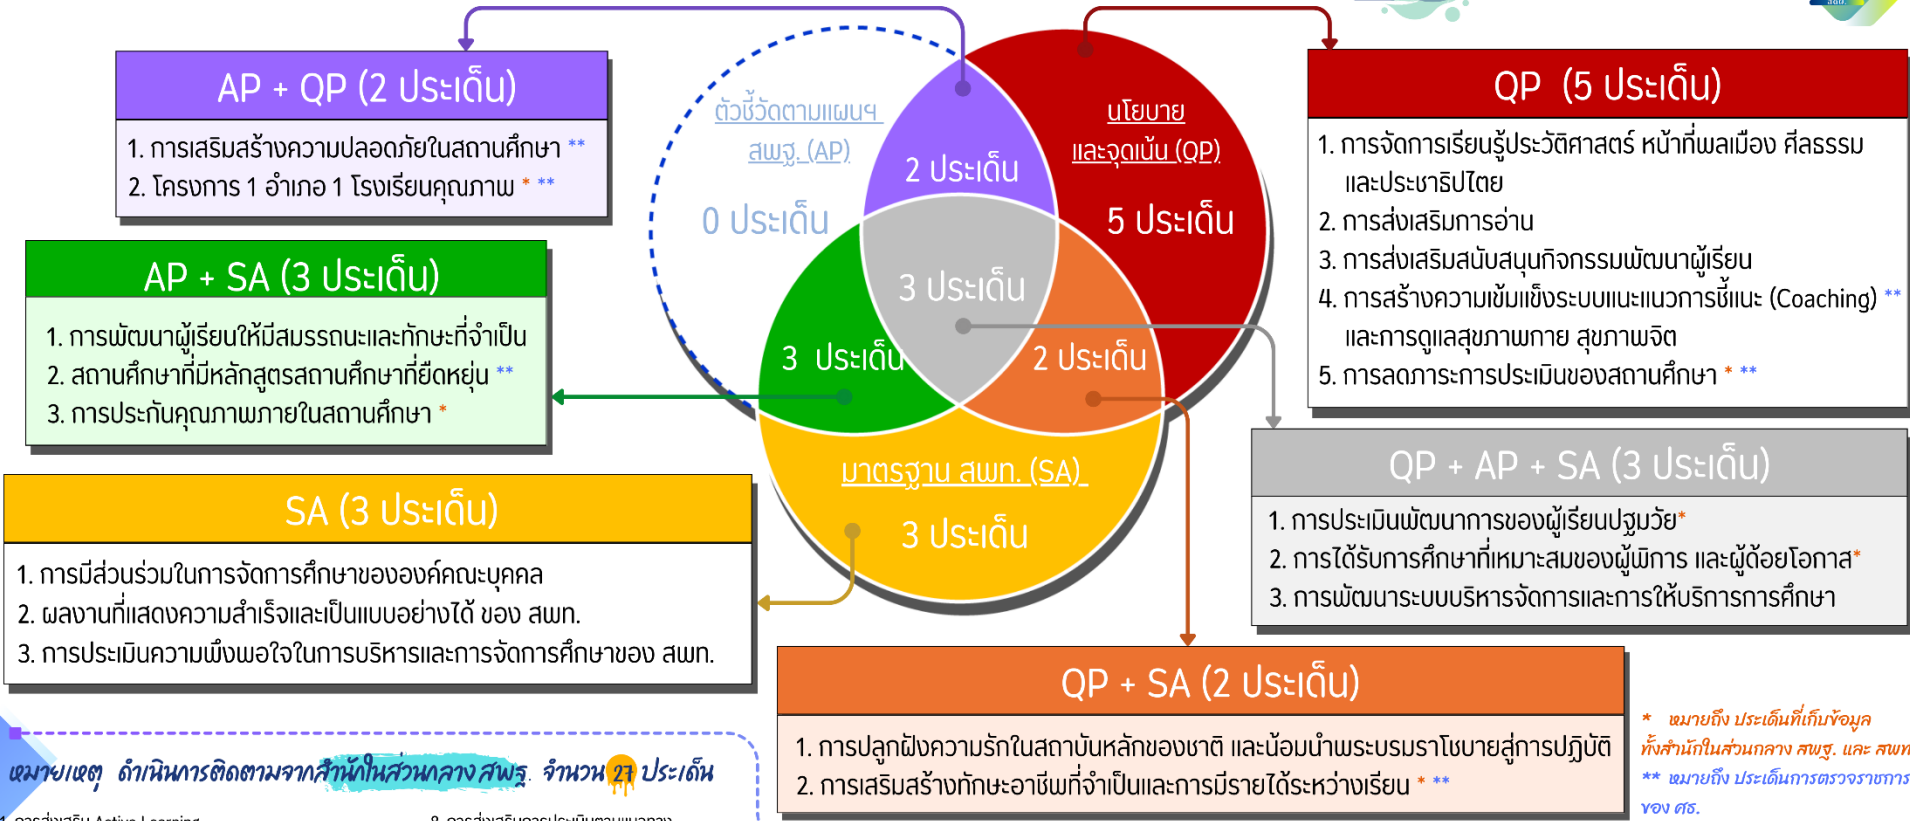 สตผ.
AP + QP (2 ประเด็น)
1. การเสริมสร้างความปลอดภัยในสถานศึกษา **
2. โครงการ 1 อำเภอ 1 โรงเรียนคุณภาพ * **
AP + SA (3 ประเด็น)
1. การพัฒนาผู้เรียนให้มีสมรรถนะและทักษะที่จำเป็น
2. สถานศึกษาที่มีหลักสูตรสถานศึกษาที่ยืดหยุ่น **
3. การประกันคุณภาพภายในสถานศึกษา *
SA (3 ประเด็น)
1. การมีส่วนร่วมในการจัดการศึกษาขององค์คณะบุคคล
2. ผลงานที่แสดงความสำเร็จและเป็นแบบอย่างได้ ของ สพท.
3. การประเมินความพึงพอใจในการบริหารและการจัดการศึกษาของ สพท.
ตัวชี้วัดตามแผนฯ
สพฐ. (AP)
0 ประเด็น
2 ประเด็น
นโยบาย
และจุดเน้น (QP)
5 ประเด็น
3 ประเด็น
3 ประเด็น
2 ประเด็น
มาตรฐาน สพท. (SA)
3 ประเด็น
QP (5 ประเด็น)
1. การจัดการเรียนรู้ประวัติศาสตร์ หน้าที่พลเมือง ศีลธรรม
และประชาธิปไตย
2. การส่งเสริมการอ่าน
3. การส่งเสริมสนับสนุนกิจกรรมพัฒนาผู้เรียน
4. การสร้างความเข้มแข็งระบบแนะแนวการชี้แนะ (Coaching) **
และการดูแลสุขภาพกาย สุขภาพจิต
5. การลดภาระการประเมินของสถานศึกษา * **
QP + AP + SA (3 ประเด็น)
1. การประเมินพัฒนาการของผู้เรียนปฐมวัย*
2. การได้รับการศึกษาที่เหมาะสมของผู้พิการ และผู้ด้อยโอกาส*
3. การพัฒนาระบบบริหารจัดการและการให้บริการการศึกษา
QP + SA (2 ประเด็น)
1. การปลูกฝังความรักในสถาบันหลักของชาติ และน้อมนำพระบรมราโชบายสู่การปฏิบัติ
2. การเสริมสร้างทักษะอาชีพที่จำเป็นและการมีรายได้ระหว่างเรียน * **
* หมายถึง ประเด็นที่เก็บข้อมูล
ทั้งสำนักในส่วนกลาง สพฐ. และ สพท
** หมายถึง ประเด็นการตรวจราชการ
ของ ศธ.
หมายเหตุ ดำเนินการติดตามจากสำนักในส่วนกลาง สพฐ. จำนวน 27 ประเด็น
1. การส่งเสริม Active Learning